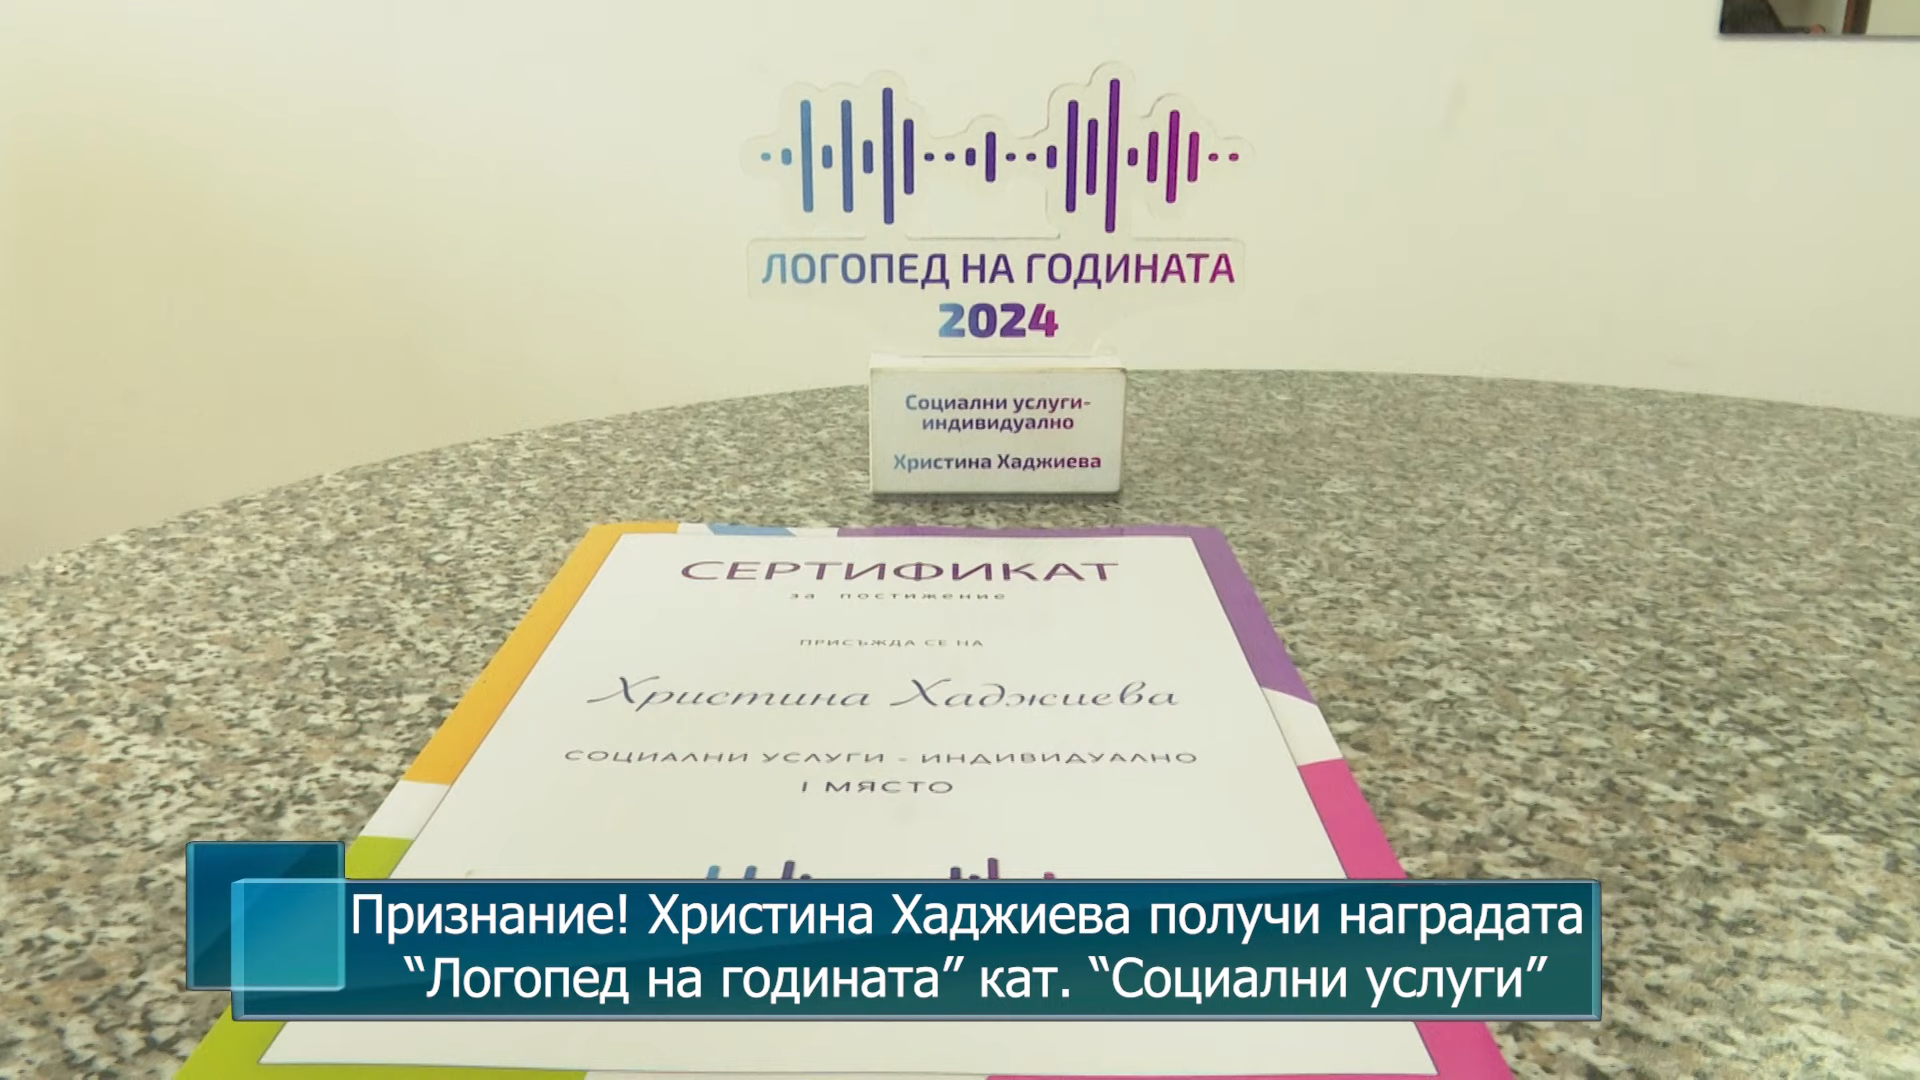 ЛОГОПЕД НА ГОДИНАТА
2024
Социални услуги-
индивидуално
Христина Хаджиева
СЕРТИФИКАТ
за постижение
ПРИСЪЖДА СЕ НА
Христина Хаджиева
СОЦИАЛНИ УСЛУГИ - ИНДИВИДУАЛНО
I МЯСТО
Признание! Христина Хаджиева получи наградата
“Логопед на годината” кат. “Социални услуги”